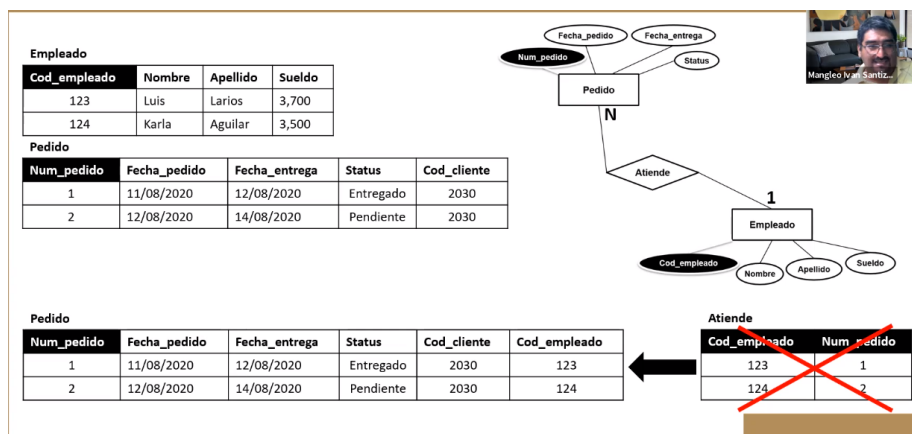 Empleado
Cod_empleado Nombre Apellido Sueldo
123 Luis Larios 3,700
124 Karla Aguilar 3,500
Pedido
Num_pedido Fecha_pedido Fecha_entrega Status Cod_cliente
1 11/08/2020 12/08/2020 Entregado 2030
2 12/08/2020 14/08/2020 Pendiente 2030
Fecha_pedido Fecha_entrega
Num_pedido
Status
Pedido
N
Atiende
1
Empleado
Cod_empleado
Nombre
Apellido
Sueldo
Mangleo Ivan Santiz...
Pedido
Num_pedido Fecha_pedido Fecha_entrega Status Cod_cliente Cod_empleado
1 11/08/2020 12/08/2020 Entregado 2030 123
2 12/08/2020 14/08/2020 Pendiente 2030 124
Atiende
Cod_empleado Num_pedido
123 1
124 2